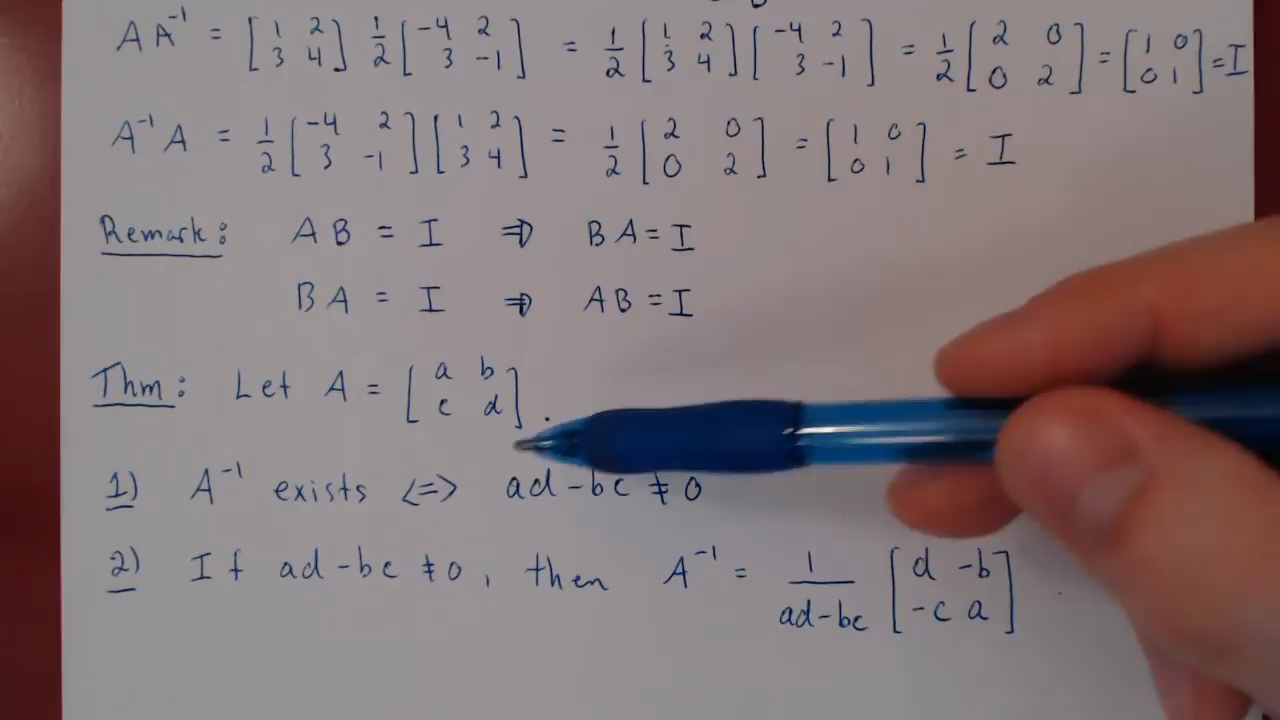 A A⁻¹ = [1 2; 3 4] 1/2 [-4 2; 3 -1] = 1/2 [1 2; 3 4] [-4 2; 3 -1] = 1/2 [2 0; 0 2] = [1 0; 0 1] = I
A⁻¹ A = 1/2 [-4 2; 3 -1] [1 2; 3 4] = 1/2 [2 0; 0 2] = [1 0; 0 1] = I
Remark: AB = I ⇒ BA = I
BA = I ⇒ AB = I
Thm: Let A = [a b; c d].
1) A⁻¹ exists <=> ad-bc ≠ 0
2) If ad-bc ≠ 0, then A⁻¹ = 1/(ad-bc) [d -b; -c a]